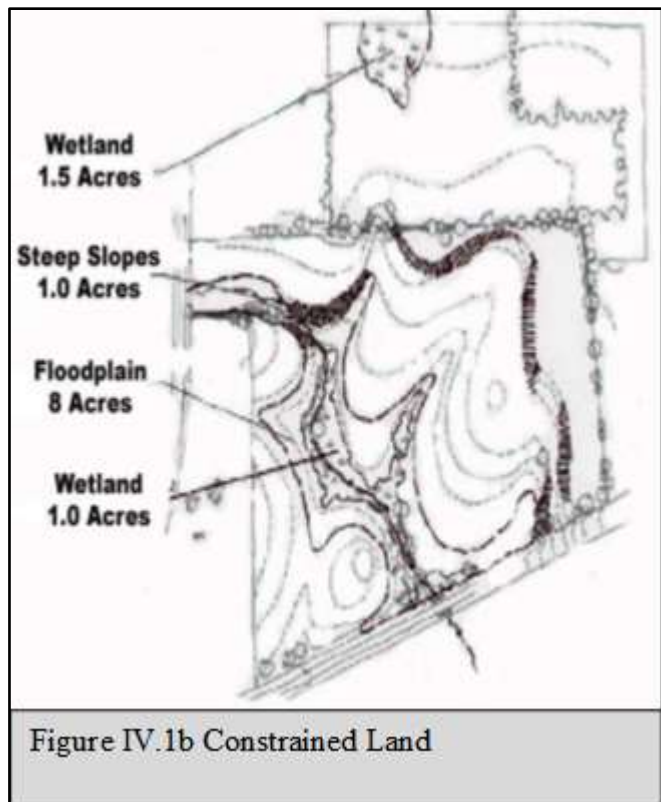 Wetland
1.5 Acres
Steep Slopes
1.0 Acres
Floodplain
8 Acres
Wetland
1.0 Acres
Figure IV.1b Constrained Land